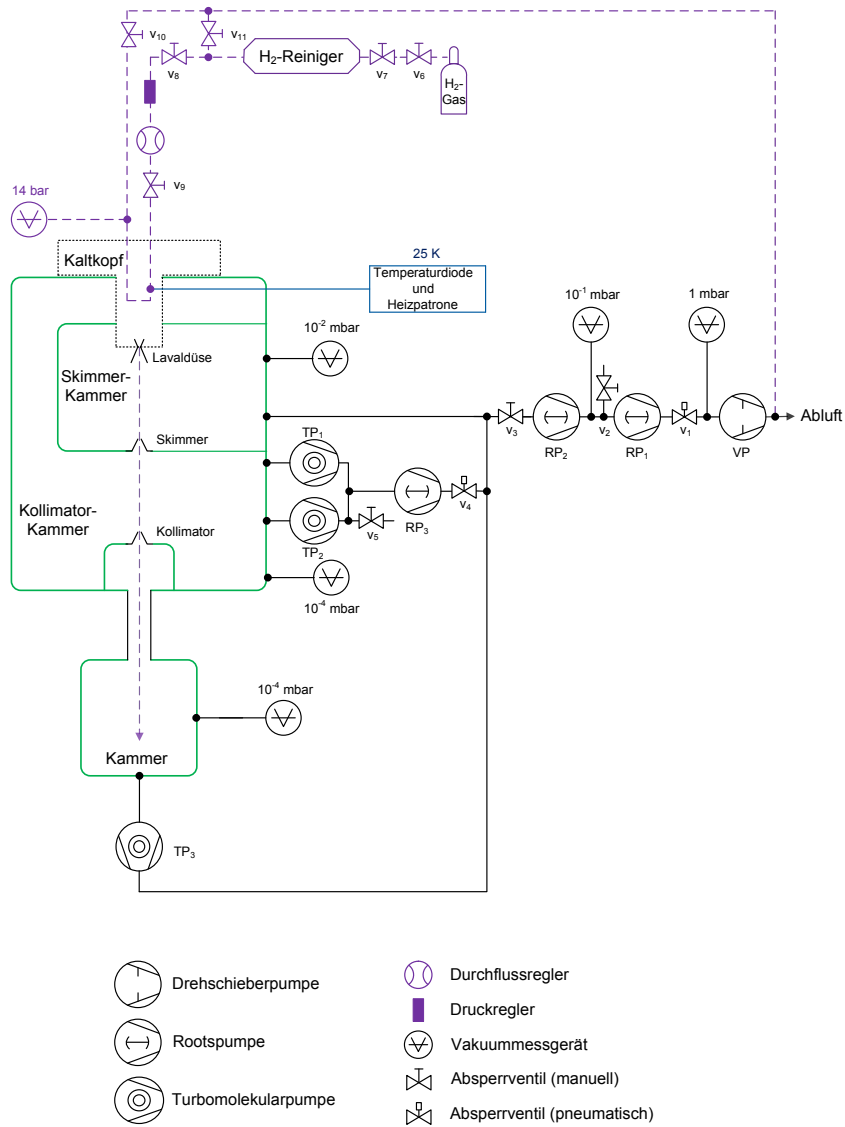 v₁₀
v₁₁
v₈
H₂-Reiniger
v₇
v₆
H₂-
Gas
v₉
14 bar
Kaltkopf
25 K
Temperaturdiode
und
Heizpatrone
10⁻¹ mbar
1 mbar
10⁻² mbar
Lavaldüse
Skimmer-
Kammer
Skimmer
v₃
RP₂
v₂
RP₁
v₁
VP
Abluft
TP₁
RP₃
v₄
Kollimator-
Kammer
Kollimator
TP₂
v₅
10⁻⁴ mbar
10⁻⁴ mbar
Kammer
TP₃
Drehschieberpumpe
Rootspumpe
Turbomolekularpumpe
Durchflussregler
Druckregler
Vakuummessgerät
Absperrventil (manuell)
Absperrventil (pneumatisch)